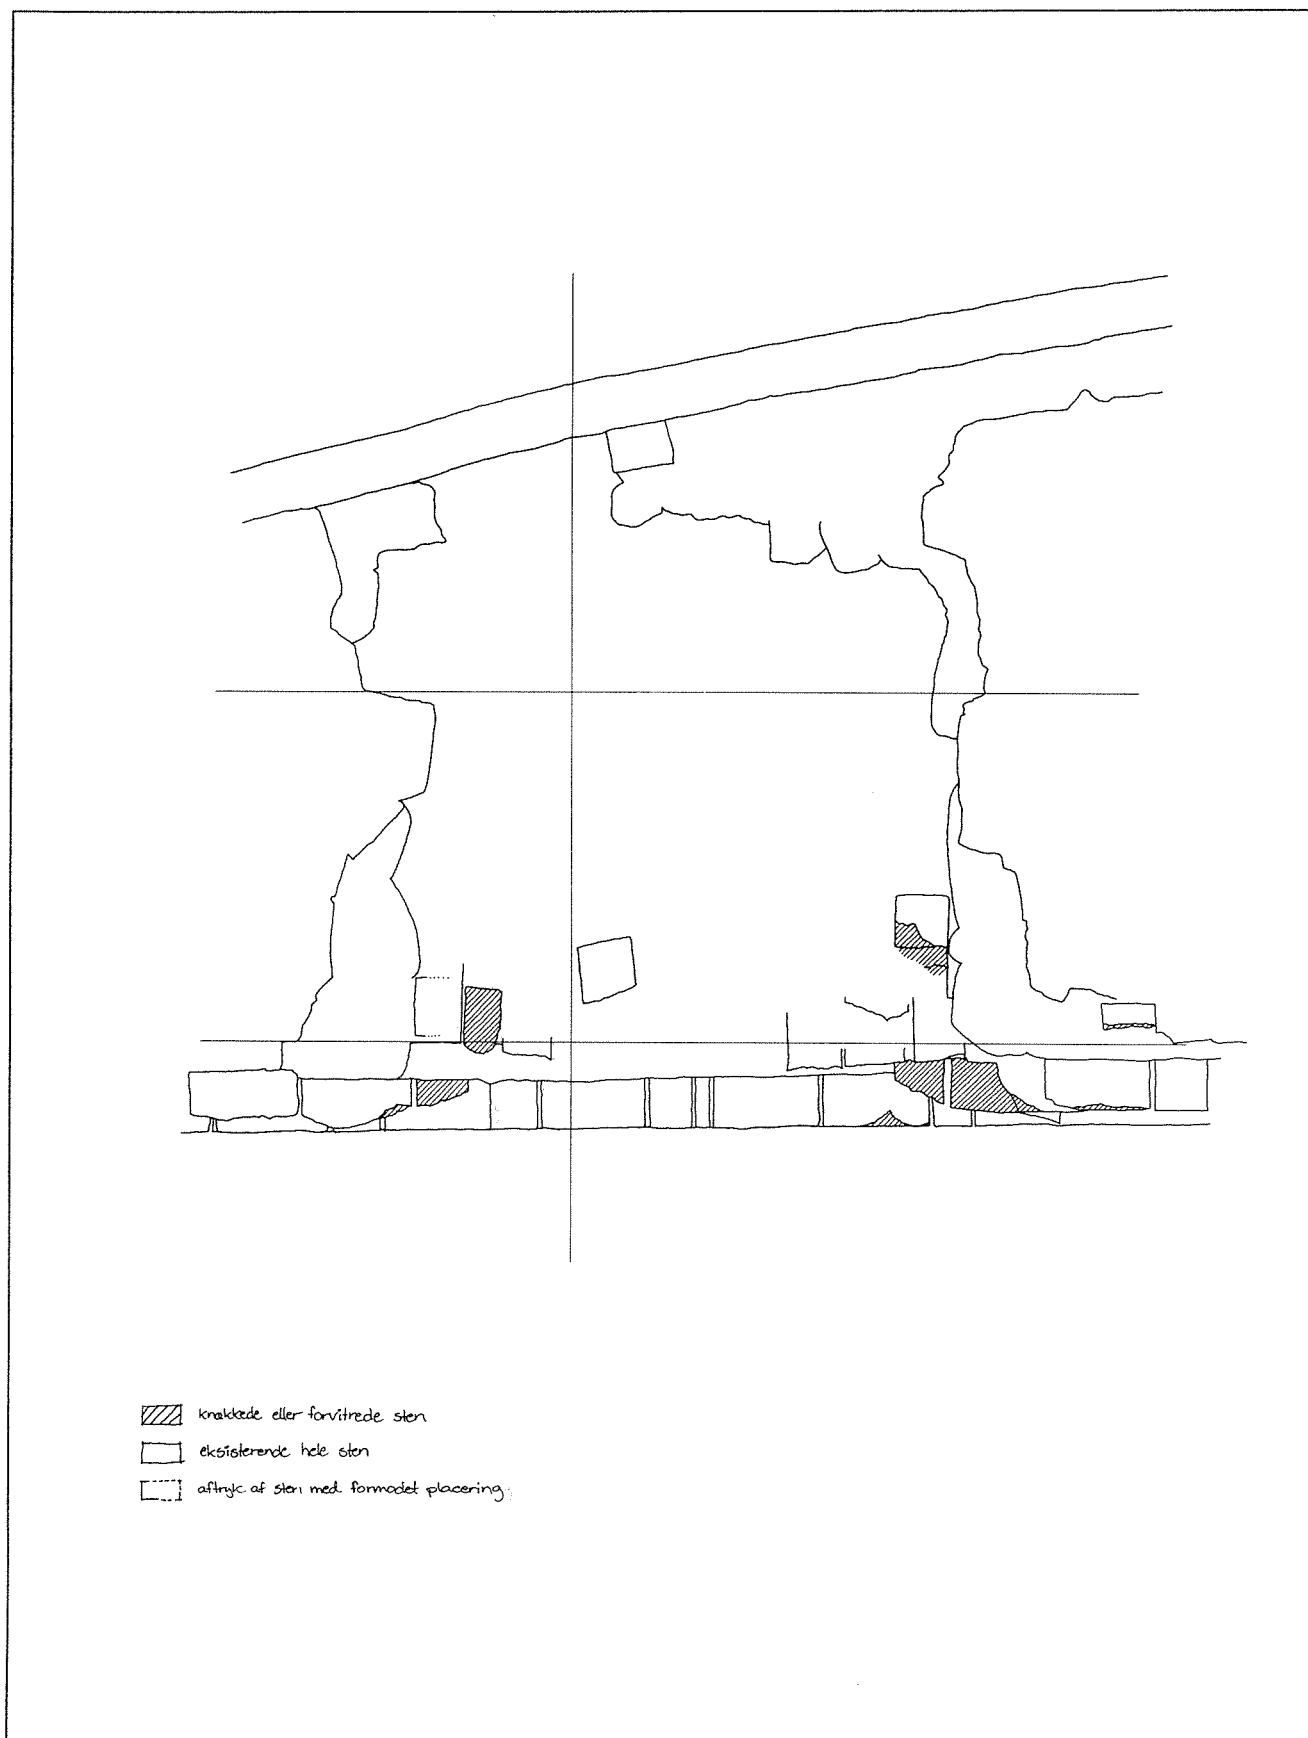 knækkede eller forvitrede sten
eksisterende hele sten
aftryk af sten med formodet placering